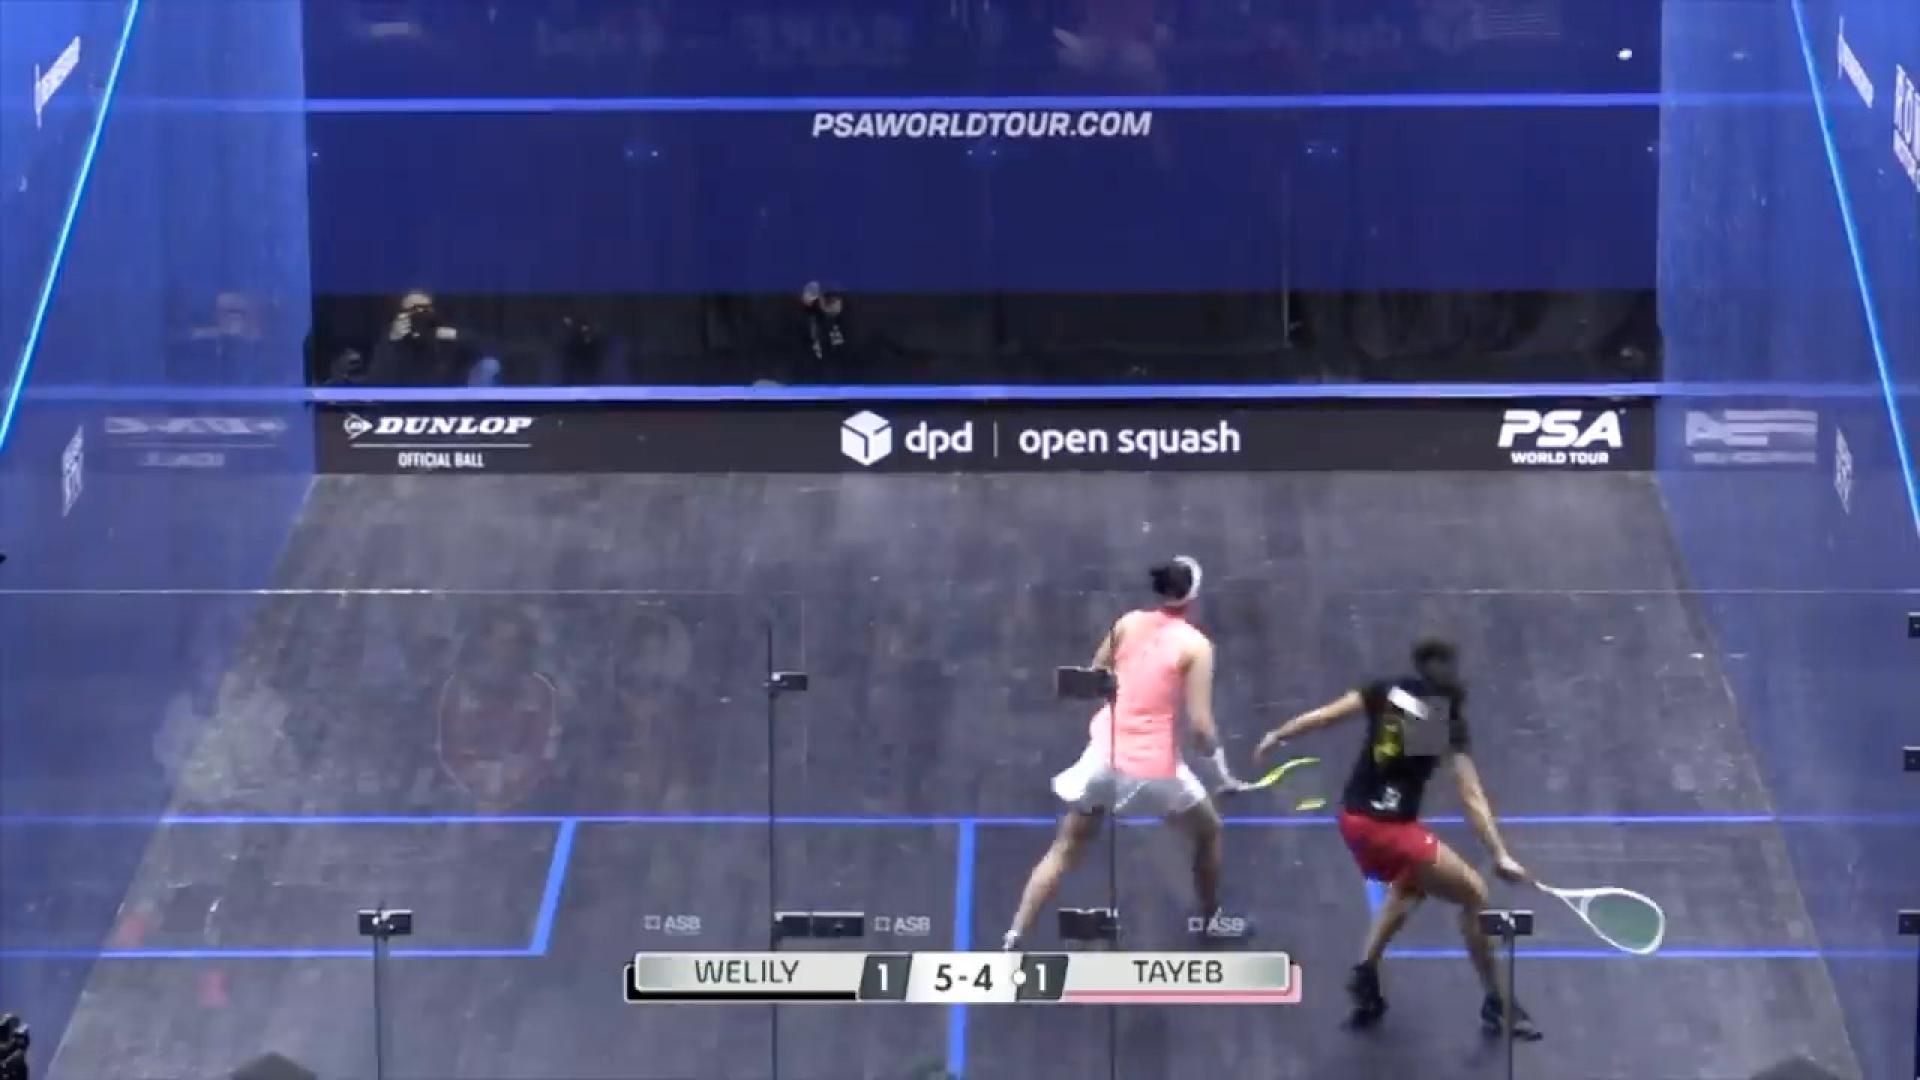 PSAWORLDTOUR.COM
DUNLOP
OFFICIAL BALL
dpd | open squash
PSA
WORLD TOUR
ASB
ASB
ASB
WELILY 1 5-4 1 TAYEB